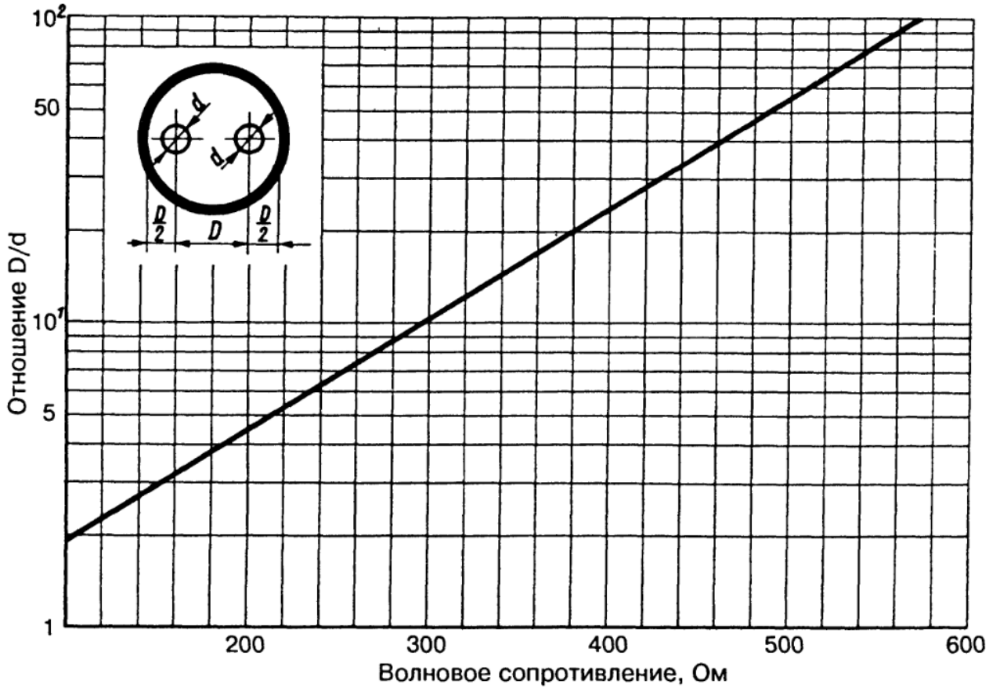 10²
50
10¹
5
1
Отношение D/d
d
d
D/2
D
D/2
200
300
400
500
600
Волновое сопротивление, Ом